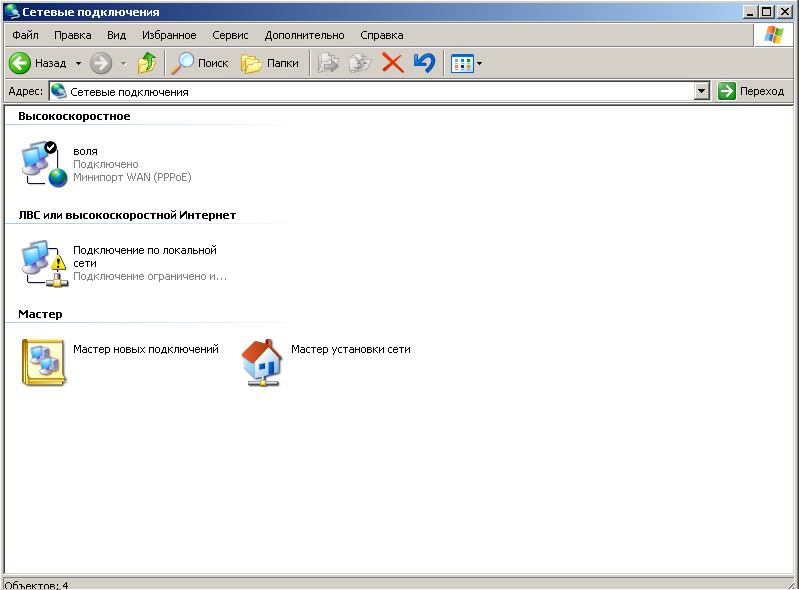 Сетевые подключения
Файл Правка Вид Избранное Сервис Дополнительно Справка
Назад Поиск Папки
Адрес: Сетевые подключения Переход
Высокоскоростное
воля
Подключено
Минипорт WAN (PPPoE)
ЛВС или высокоскоростной Интернет
Подключение по локальной
сети
Подключение ограничено и...
Мастер
Мастер новых подключений Мастер установки сети
Объектов: 4